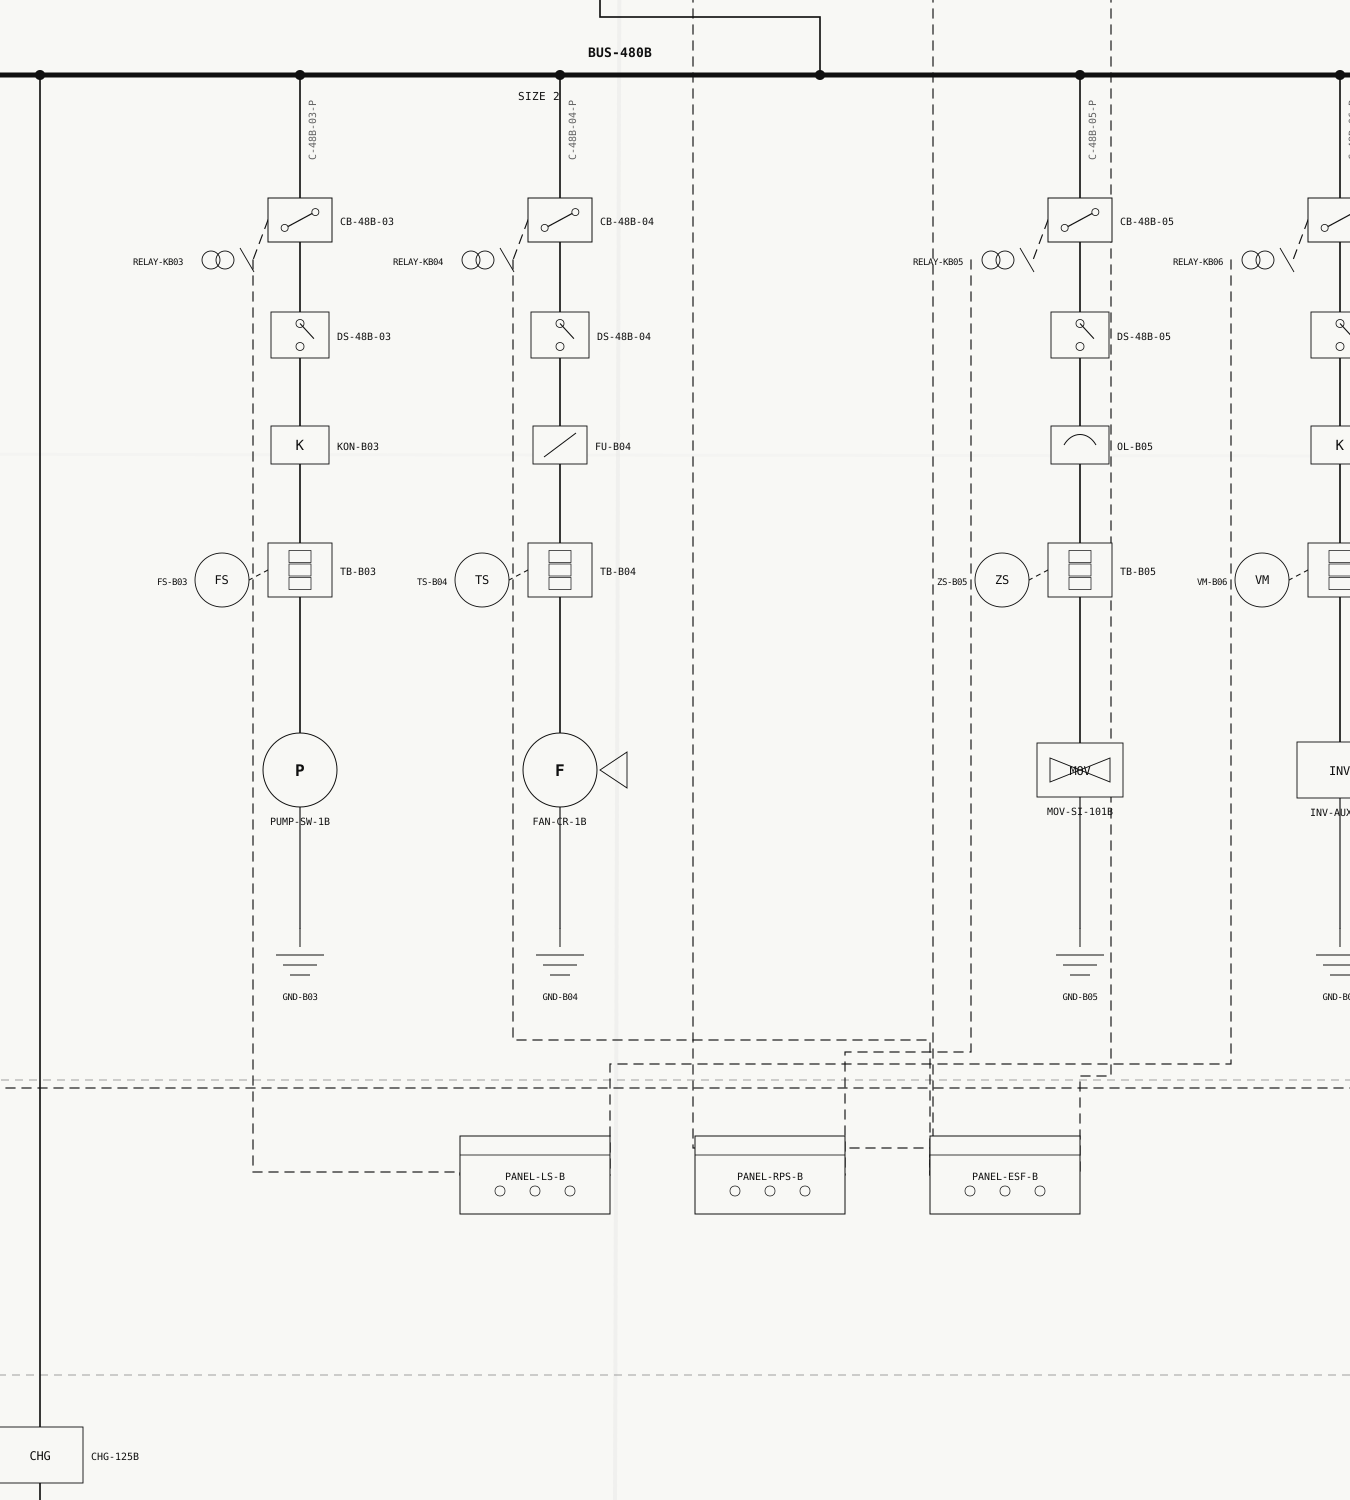 BUS-480B
SIZE 2
C-48B-03-P
C-48B-04-P
C-48B-05-P
CB-48B-03
CB-48B-04
CB-48B-05
RELAY-KB03
RELAY-KB04
RELAY-KB05
RELAY-KB06
DS-48B-03
DS-48B-04
DS-48B-05
K
KON-B03
FU-B04
OL-B05
K
FS-B03
FS
TB-B03
TS-B04
TS
TB-B04
ZS-B05
ZS
TB-B05
VM-B06
VM
P
F
MOV
INV
PUMP-SW-1B
FAN-CR-1B
MOV-SI-101B
INV-AUX
GND-B03
GND-B04
GND-B05
PANEL-LS-B
PANEL-RPS-B
PANEL-ESF-B
CHG
CHG-125B